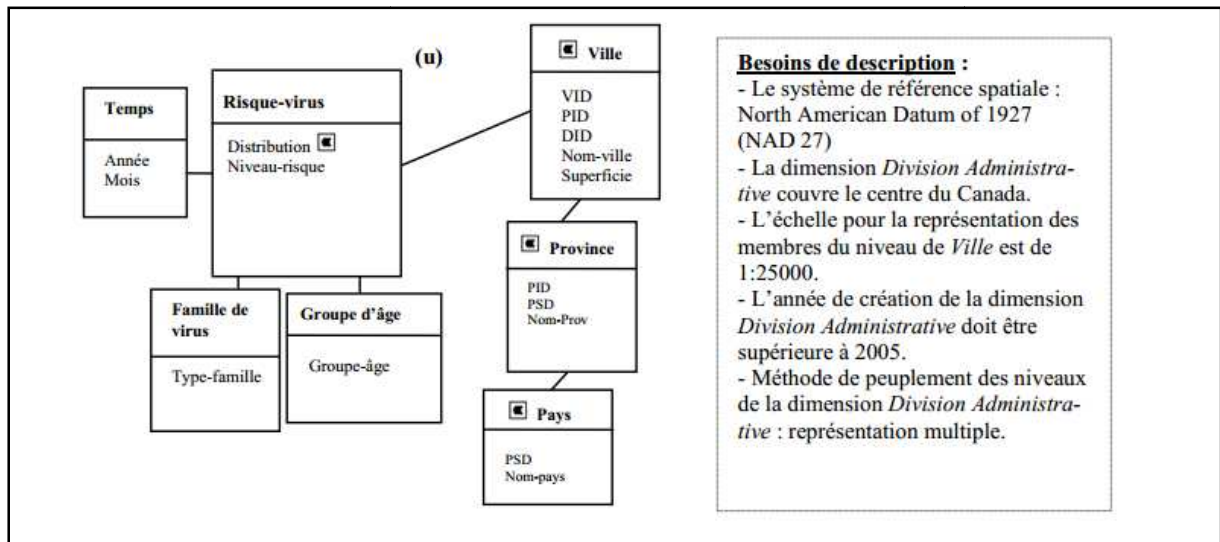 (u)
Temps
Année
Mois
Risque-virus
Distribution
Niveau-risque
Famille de
virus
Type-famille
Groupe d’âge
Groupe-âge
Ville
VID
PID
DID
Nom-ville
Superficie
Province
PID
PSD
Nom-Prov
Pays
PSD
Nom-pays
Besoins de description :
- Le système de référence spatiale :
North American Datum of 1927
(NAD 27)
- La dimension Division Administra-
tive couvre le centre du Canada.
- L’échelle pour la représentation des
membres du niveau de Ville est de
1:25000.
- L’année de création de la dimension
Division Administrative doit être
supérieure à 2005.
- Méthode de peuplement des niveaux
de la dimension Division Administra-
tive : représentation multiple.